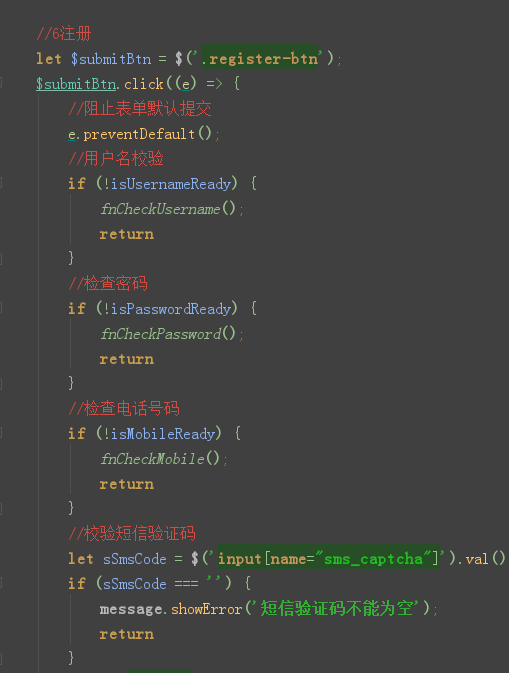 //6注册
let $submitBtn = $('.register-btn');
$submitBtn.click((e) => {
//阻止表单默认提交
e.preventDefault();
//用户名校验
if (!isUsernameReady) {
fnCheckUsername();
return
}
//检查密码
if (!isPasswordReady) {
fnCheckPassword();
return
}
//检查电话号码
if (!isMobileReady) {
fnCheckMobile();
return
}
//校验短信验证码
let sSmsCode = $('input[name="sms_captcha"]').val()
if (sSmsCode === '') {
message.showError('短信验证码不能为空');
return
}